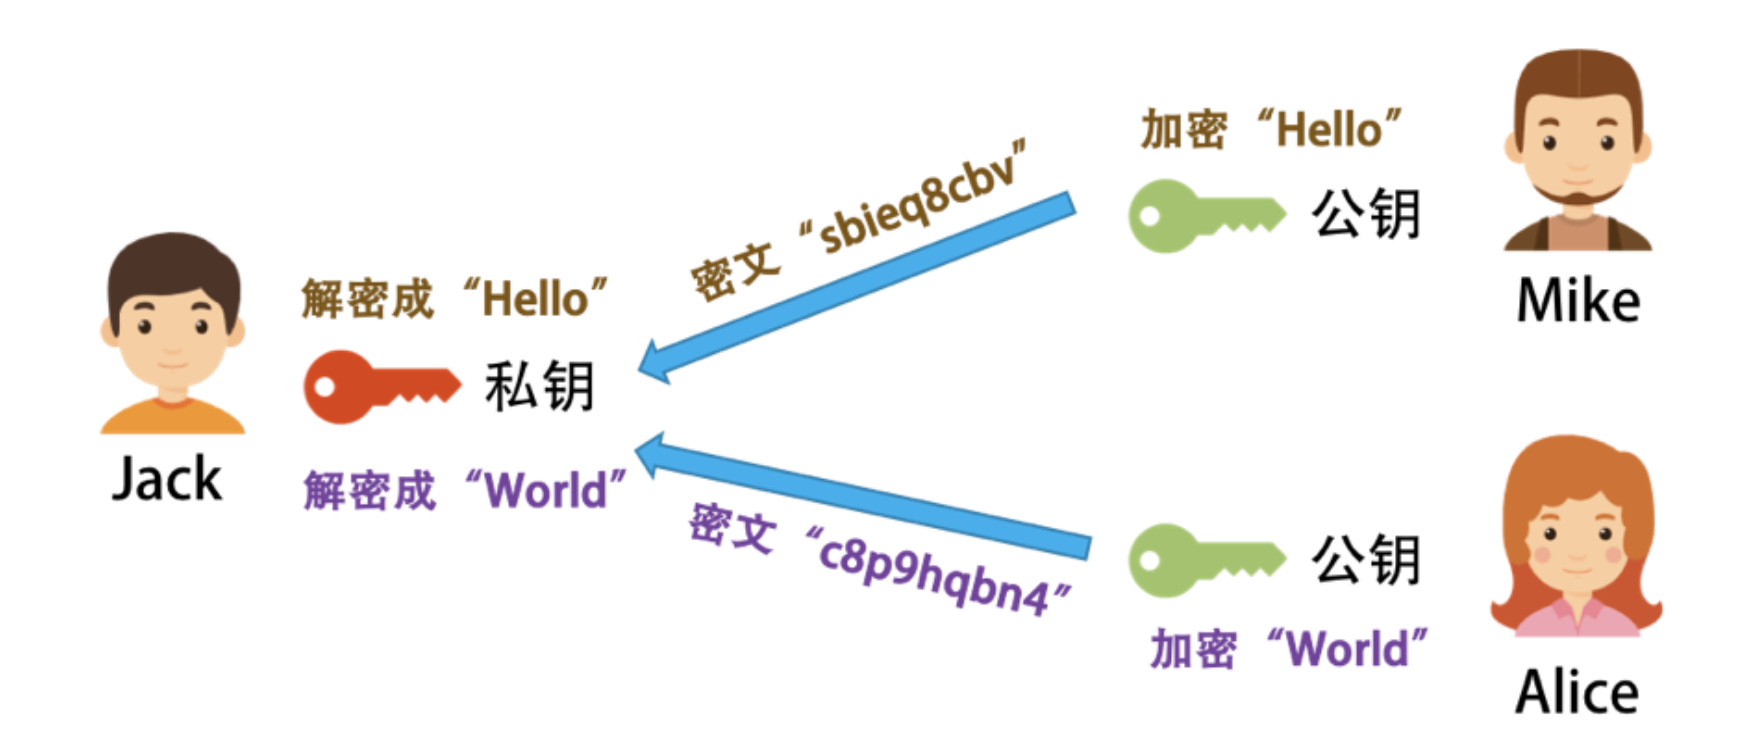 加密 “Hello”
公钥
Mike
密文 “sbieq8cbv”
解密成 “Hello”
私钥
解密成 “World”
Jack
密文 “c8p9hqbn4”
公钥
加密 “World”
Alice